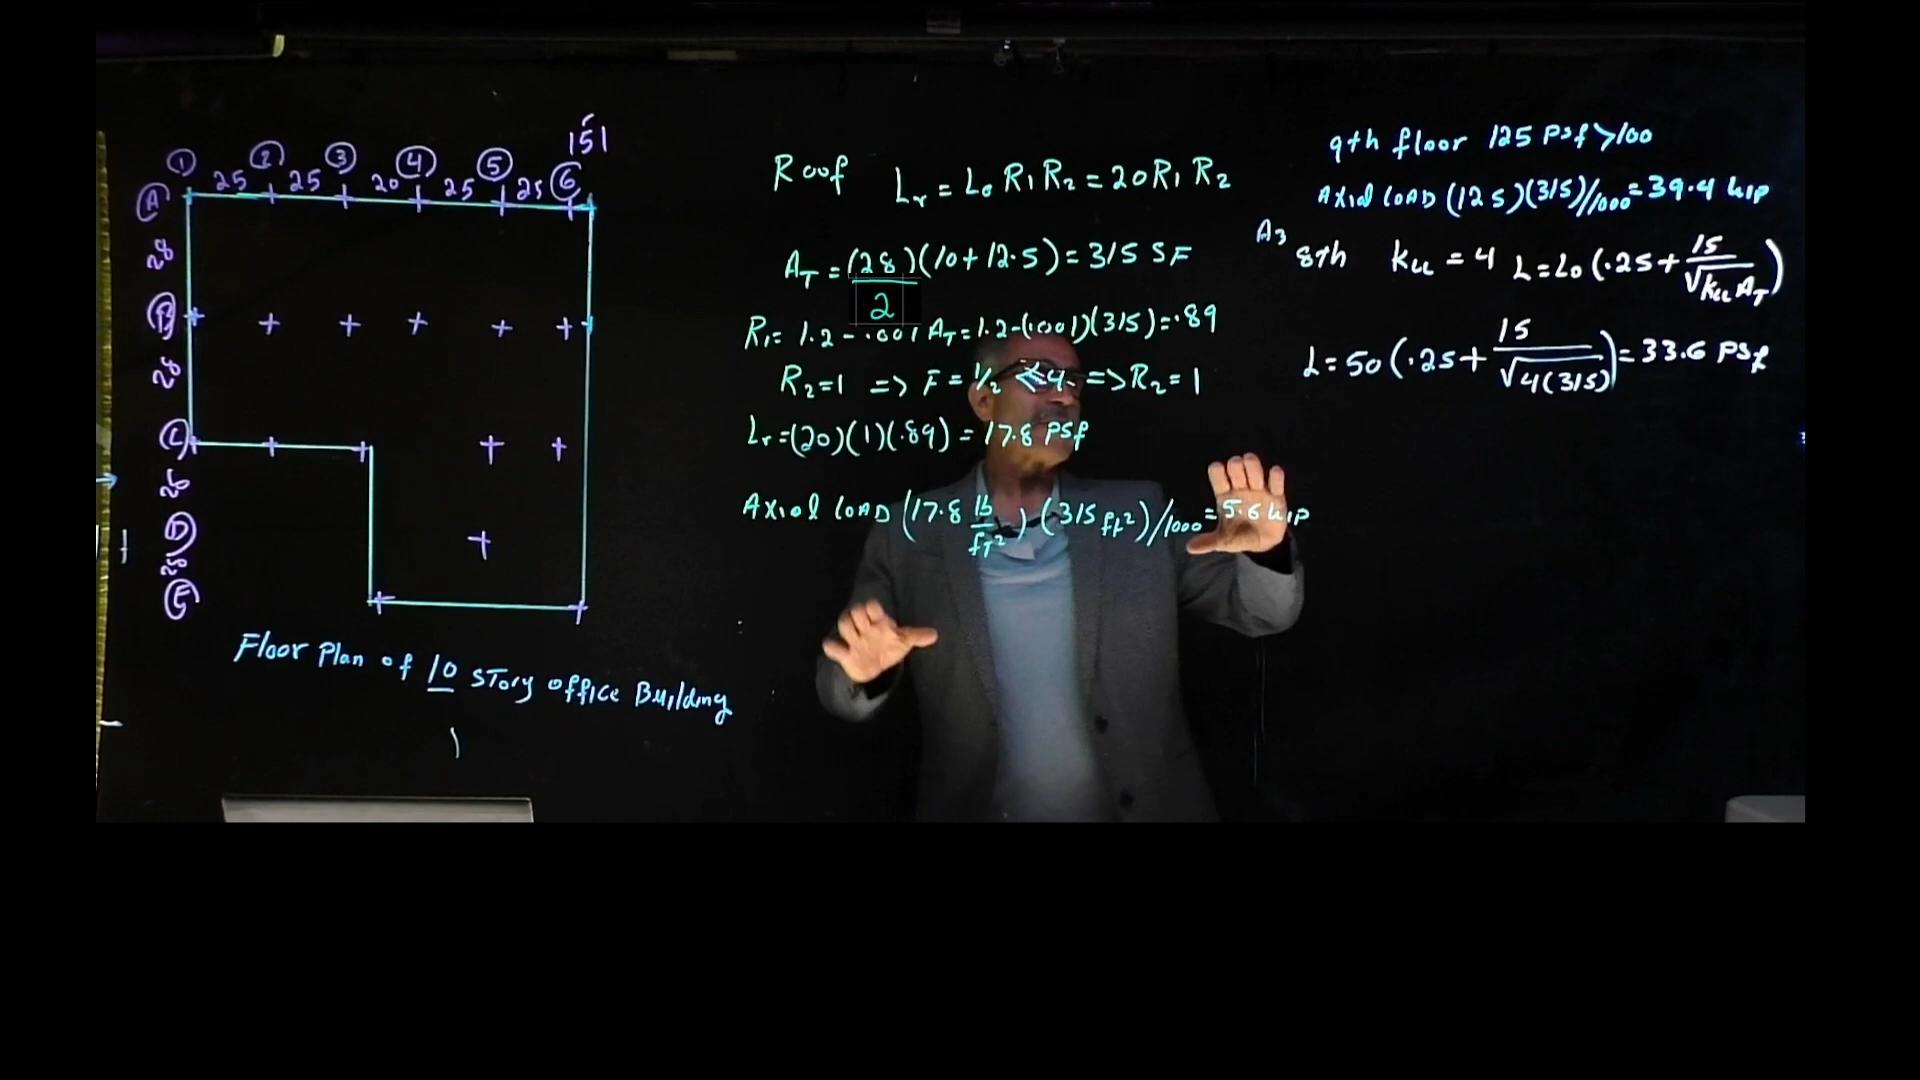 151
1 2 3 4 5 6
25 25 20 25 25
A
28
B
28
C
D
E
Floor Plan of 10 story office Building
Roof Lr = Lo R1 R2 = 20 R1 R2
AT = (28)/2 (10 + 12.5) = 315 SF
R1 = 1.2 - .001 AT = 1.2 - (.001)(315) = .89
R2 = 1 => F = 1/2 < 4 => R2 = 1
Lr = (20)(1)(.89) = 17.8 psf
Axial LOAD (17.8 lb/fT²) (315 ft²)/1000 = 5.6 kip
9th floor 125 Psf > 100
Axial LOAD (125)(315)/1000 = 39.4 kip
A3
8th KLL = 4 L = Lo (.25 + 15/√KLL AT)
L = 50 (.25 + 15/√4(315)) = 33.6 Psf